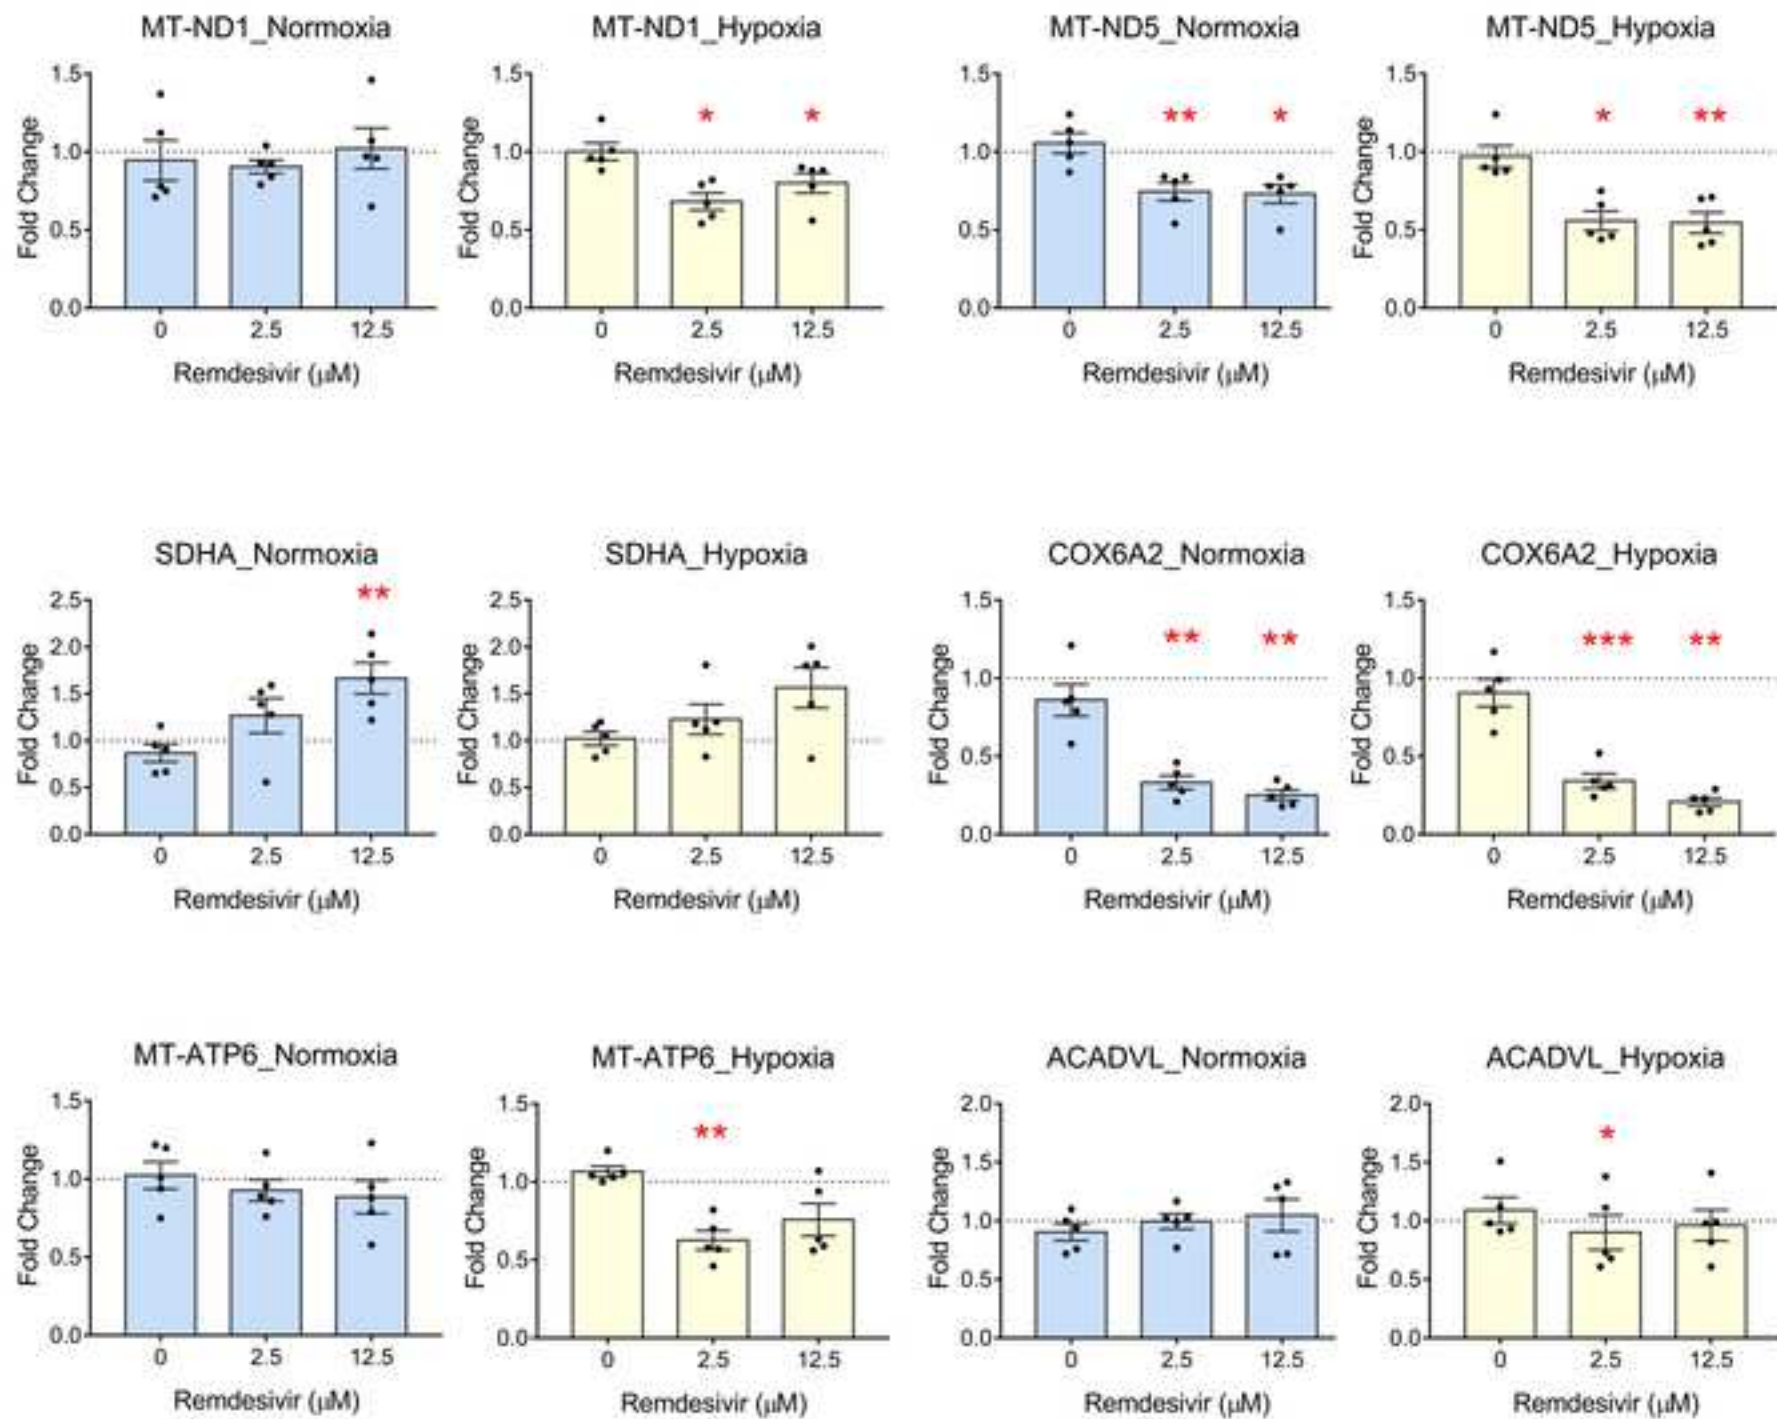 MT-ND1_Normoxia
1.5
1.0
0.5
0.0
Fold Change
0 2.5 12.5
Remdesivir (μM)
MT-ND1_Hypoxia
1.5
1.0
0.5
0.0
Fold Change
* *
0 2.5 12.5
Remdesivir (μM)
MT-ND5_Normoxia
1.5
1.0
0.5
0.0
Fold Change
** *
0 2.5 12.5
Remdesivir (μM)
MT-ND5_Hypoxia
1.5
1.0
0.5
0.0
Fold Change
* **
0 2.5 12.5
Remdesivir (μM)
SDHA_Normoxia
2.5
2.0
1.5
1.0
0.5
0.0
Fold Change
**
0 2.5 12.5
Remdesivir (μM)
SDHA_Hypoxia
2.5
2.0
1.5
1.0
0.5
0.0
Fold Change
0 2.5 12.5
Remdesivir (μM)
COX6A2_Normoxia
1.5
1.0
0.5
0.0
Fold Change
** **
0 2.5 12.5
Remdesivir (μM)
COX6A2_Hypoxia
1.5
1.0
0.5
0.0
Fold Change
*** **
0 2.5 12.5
Remdesivir (μM)
MT-ATP6_Normoxia
1.5
1.0
0.5
0.0
Fold Change
0 2.5 12.5
Remdesivir (μM)
MT-ATP6_Hypoxia
1.5
1.0
0.5
0.0
Fold Change
**
0 2.5 12.5
Remdesivir (μM)
ACADVL_Normoxia
2.0
1.5
1.0
0.5
0.0
Fold Change
0 2.5 12.5
Remdesivir (μM)
ACADVL_Hypoxia
2.0
1.5
1.0
0.5
0.0
Fold Change
*
0 2.5 12.5
Remdesivir (μM)